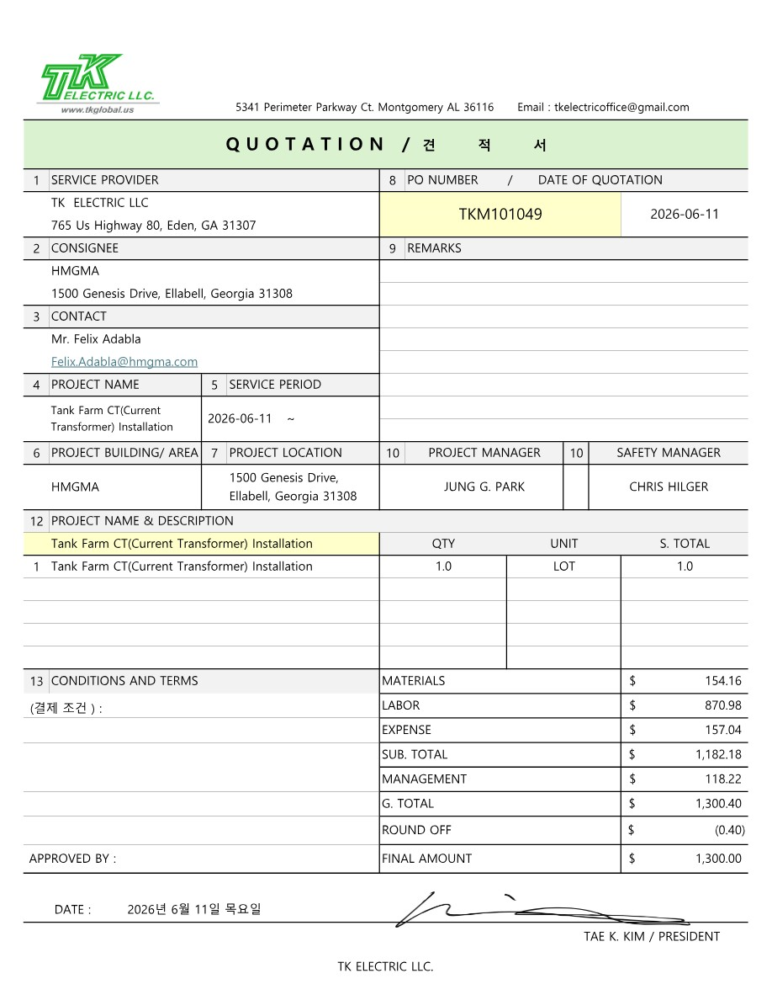 TK
ELECTRIC LLC.
www.tkglobal.us
5341 Perimeter Parkway Ct. Montgomery AL 36116 Email : tkelectricoffice@gmail.com
QUOTATION / 견 적 서
1 SERVICE PROVIDER
8 PO NUMBER / DATE OF QUOTATION
TK ELECTRIC LLC
765 Us Highway 80, Eden, GA 31307
TKM101049 2026-06-11
2 CONSIGNEE
9 REMARKS
HMGMA
1500 Genesis Drive, Ellabell, Georgia 31308
3 CONTACT
Mr. Felix Adabla
Felix.Adabla@hmgma.com
4 PROJECT NAME 5 SERVICE PERIOD
Tank Farm CT(Current
Transformer) Installation
2026-06-11 ~
6 PROJECT BUILDING/ AREA 7 PROJECT LOCATION 10 PROJECT MANAGER 10 SAFETY MANAGER
HMGMA
1500 Genesis Drive,
Ellabell, Georgia 31308
JUNG G. PARK CHRIS HILGER
12 PROJECT NAME & DESCRIPTION
Tank Farm CT(Current Transformer) Installation QTY UNIT S. TOTAL
1 Tank Farm CT(Current Transformer) Installation 1.0 LOT 1.0
13 CONDITIONS AND TERMS MATERIALS $ 154.16
(결제 조건 ) : LABOR $ 870.98
EXPENSE $ 157.04
SUB. TOTAL $ 1,182.18
MANAGEMENT $ 118.22
G. TOTAL $ 1,300.40
ROUND OFF $ (0.40)
APPROVED BY : FINAL AMOUNT $ 1,300.00
DATE : 2026년 6월 11일 목요일
TAE K. KIM / PRESIDENT
TK ELECTRIC LLC.